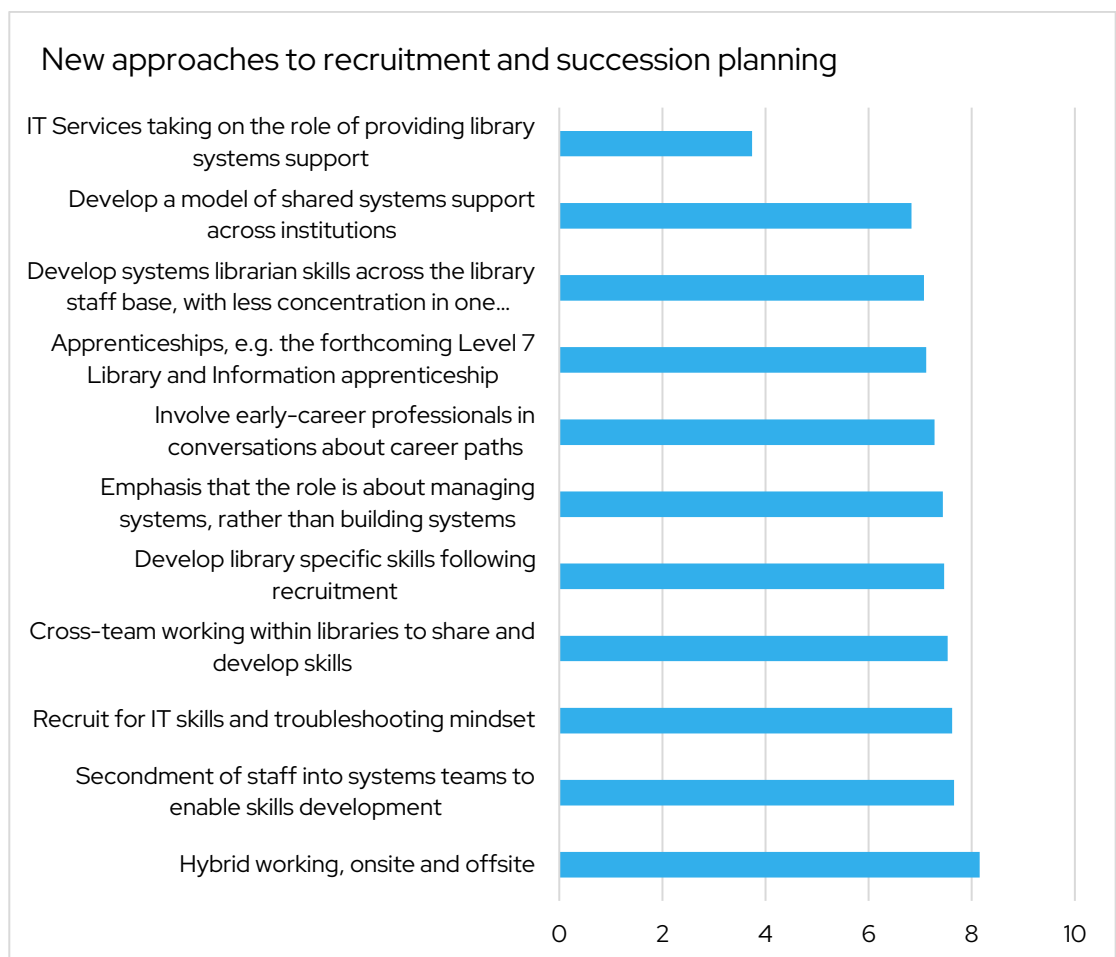 New approaches to recruitment and succession planning
IT Services taking on the role of providing library
systems support
Develop a model of shared systems support
across institutions
Develop systems librarian skills across the library
staff base, with less concentration in one...
Apprenticeships, e.g. the forthcoming Level 7
Library and Information apprenticeship
Involve early-career professionals in
conversations about career paths
Emphasis that the role is about managing
systems, rather than building systems
Develop library specific skills following
recruitment
Cross-team working within libraries to share and
develop skills
Recruit for IT skills and troubleshooting mindset
Secondment of staff into systems teams to
enable skills development
Hybrid working, onsite and offsite
0 2 4 6 8 10